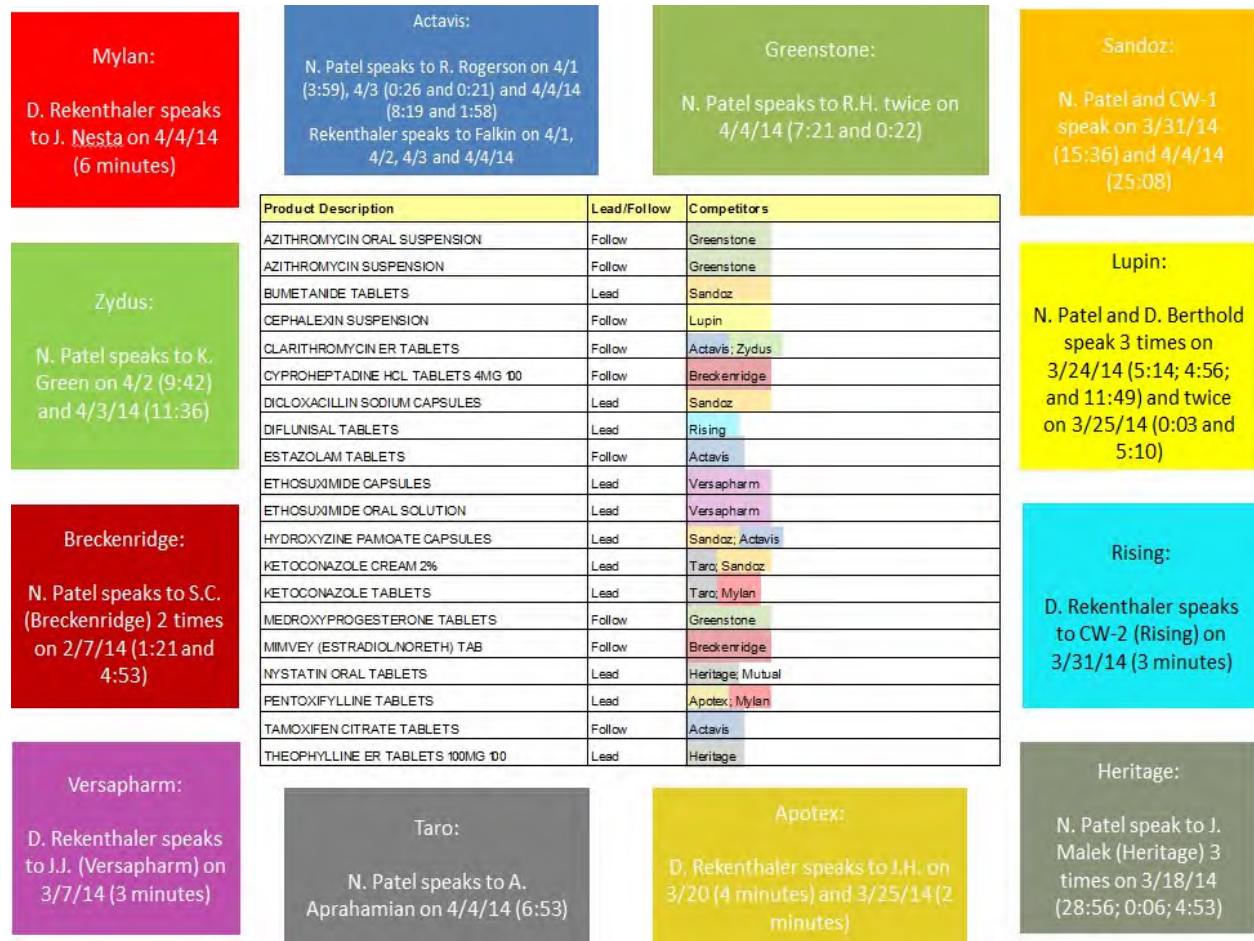 Mylan:
D. Rekenthaler speaks
to J. Nesta on 4/4/14
(6 minutes)
Actavis:
N. Patel speaks to R. Rogerson on 4/1
(3:59), 4/3 (0:26 and 0:21) and 4/4/14
(8:19 and 1:58)
Rekenthaler speaks to Falkin on 4/1,
4/2, 4/3 and 4/4/14
Greenstone:
N. Patel speaks to R.H. twice on
4/4/14 (7:21 and 0:22)
Sandoz:
N. Patel and CW-1
speak on 3/31/14
(15:36) and 4/4/14
(25:08)
Zydus:
N. Patel speaks to K.
Green on 4/2 (9:42)
and 4/3/14 (11:36)
Breckenridge:
N. Patel speaks to S.C.
(Breckenridge) 2 times
on 2/7/14 (1:21 and
4:53)
Product Description Lead/Follow Competitors
AZITHROMYCIN ORAL SUSPENSION Follow Greenstone
AZITHROMYCIN SUSPENSION Follow Greenstone
BUMETANIDE TABLETS Lead Sandoz
CEPHALEXIN SUSPENSION Follow Lupin
CLARITHROMYCIN ER TABLETS Follow Actavis; Zydus
CYPROHEPTADINE HCL TABLETS 4MG 100 Follow Breckenridge
DICLOXACILLIN SODIUM CAPSULES Lead Sandoz
DIFLUNISAL TABLETS Lead Rising
ESTAZOLAM TABLETS Follow Actavis
ETHOSUXIMIDE CAPSULES Lead Versapharm
ETHOSUXIMIDE ORAL SOLUTION Lead Versapharm
HYDROXYZINE PAMOATE CAPSULES Lead Sandoz; Actavis
KETOCONAZOLE CREAM 2% Lead Taro; Sandoz
KETOCONAZOLE TABLETS Lead Taro; Mylan
MEDROXYPROGESTERONE TABLETS Follow Greenstone
MIMVEY (ESTRADIOL/NORETH) TAB Follow Breckenridge
NYSTATIN ORAL TABLETS Lead Heritage; Mutual
PENTOXIFYLLINE TABLETS Lead Apotex; Mylan
TAMOXIFEN CITRATE TABLETS Follow Actavis
THEOPHYLLINE ER TABLETS 100MG 100 Lead Heritage
Lupin:
N. Patel and D. Berthold
speak 3 times on
3/24/14 (5:14; 4:56;
and 11:49) and twice
on 3/25/14 (0:03 and
5:10)
Rising:
D. Rekenthaler speaks
to CW-2 (Rising) on
3/31/14 (3 minutes)
Versapharm:
D. Rekenthaler speaks
to J.J. (Versapharm) on
3/7/14 (3 minutes)
Taro:
N. Patel speaks to A.
Aprahamian on 4/4/14 (6:53)
Apotex:
D. Rekenthaler speaks to J.H. on
3/20 (4 minutes) and 3/25/14 (2
minutes)
Heritage:
N. Patel speak to J.
Malek (Heritage) 3
times on 3/18/14
(28:56; 0:06; 4:53)